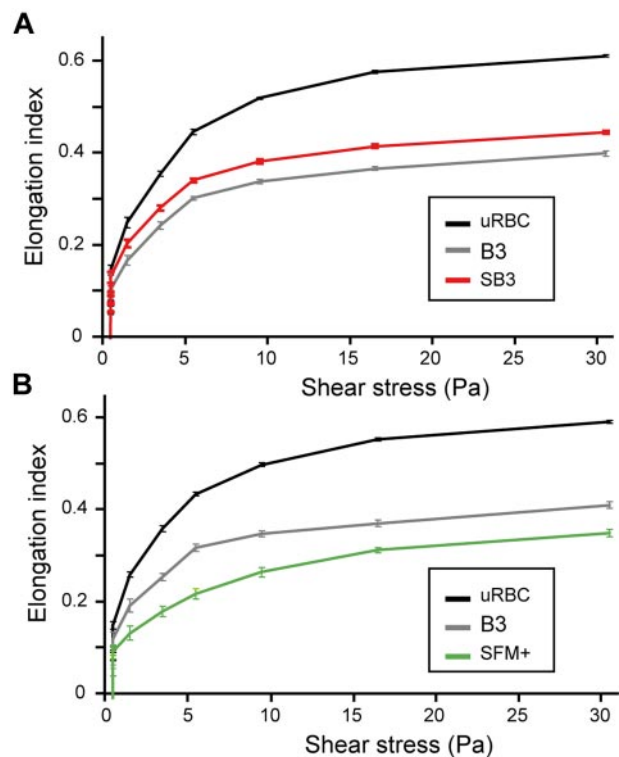 A
0.6
0.4
0.2
0
Elongation index
uRBC
B3
SB3
0 5 10 15 20 25 30
Shear stress (Pa)
B
0.6
0.4
0.2
0
Elongation index
uRBC
B3
SFM+
0 5 10 15 20 25 30
Shear stress (Pa)